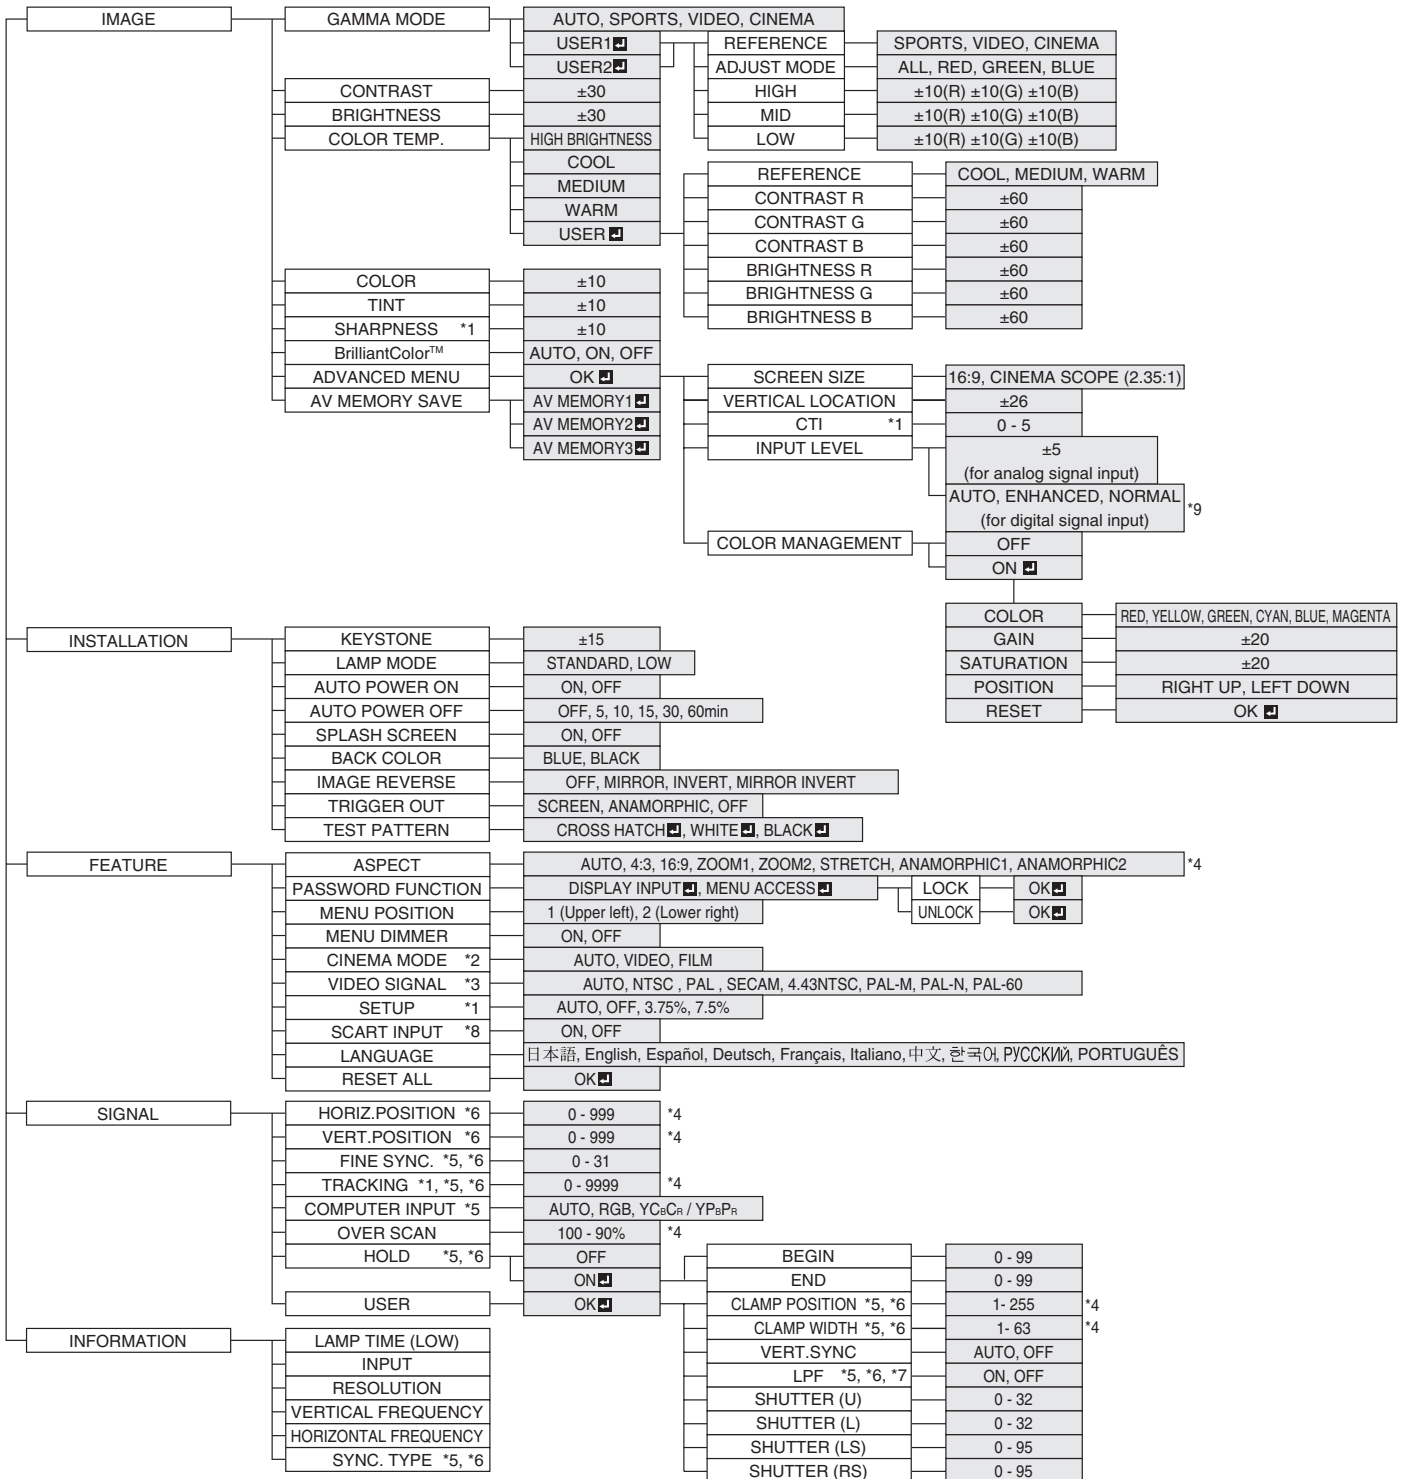 IMAGE GAMMA MODE AUTO, SPORTS, VIDEO, CINEMA
USER1 REFERENCE SPORTS, VIDEO, CINEMA
USER2 ADJUST MODE ALL, RED, GREEN, BLUE
CONTRAST ±30 HIGH ±10(R) ±10(G) ±10(B)
BRIGHTNESS ±30 MID ±10(R) ±10(G) ±10(B)
COLOR TEMP. HIGH BRIGHTNESS LOW ±10(R) ±10(G) ±10(B)
COOL
REFERENCE COOL, MEDIUM, WARM
MEDIUM CONTRAST R ±60
WARM CONTRAST G ±60
USER CONTRAST B ±60
BRIGHTNESS R ±60
COLOR ±10 BRIGHTNESS G ±60
TINT ±10 BRIGHTNESS B ±60
SHARPNESS *1 ±10
BrilliantColor™ AUTO, ON, OFF
ADVANCED MENU OK SCREEN SIZE 16:9, CINEMA SCOPE (2.35:1)
AV MEMORY SAVE AV MEMORY1 VERTICAL LOCATION ±26
AV MEMORY2 CTI *1 0 - 5
AV MEMORY3 INPUT LEVEL ±5
(for analog signal input)
AUTO, ENHANCED, NORMAL
(for digital signal input) *9
COLOR MANAGEMENT OFF
ON
COLOR RED, YELLOW, GREEN, CYAN, BLUE, MAGENTA
INSTALLATION KEYSTONE ±15 GAIN ±20
LAMP MODE STANDARD, LOW SATURATION ±20
AUTO POWER ON ON, OFF POSITION RIGHT UP, LEFT DOWN
AUTO POWER OFF OFF, 5, 10, 15, 30, 60min RESET OK
SPLASH SCREEN ON, OFF
BACK COLOR BLUE, BLACK
IMAGE REVERSE OFF, MIRROR, INVERT, MIRROR INVERT
TRIGGER OUT SCREEN, ANAMORPHIC, OFF
TEST PATTERN CROSS HATCH, WHITE, BLACK
FEATURE ASPECT AUTO, 4:3, 16:9, ZOOM1, ZOOM2, STRETCH, ANAMORPHIC1, ANAMORPHIC2 *4
PASSWORD FUNCTION DISPLAY INPUT, MENU ACCESS LOCK OK
MENU POSITION 1 (Upper left), 2 (Lower right) UNLOCK OK
MENU DIMMER ON, OFF
CINEMA MODE *2 AUTO, VIDEO, FILM
VIDEO SIGNAL *3 AUTO, NTSC , PAL , SECAM, 4.43NTSC, PAL-M, PAL-N, PAL-60
SETUP *1 AUTO, OFF, 3.75%, 7.5%
SCART INPUT *8 ON, OFF
LANGUAGE 日本語, English, Español, Deutsch, Français, Italiano, 中文, 한국어, РУССКИЙ, PORTUGUÊS
RESET ALL OK
SIGNAL HORIZ.POSITION *6 0 - 999 *4
VERT.POSITION *6 0 - 999 *4
FINE SYNC. *5, *6 0 - 31
TRACKING *1, *5, *6 0 - 9999 *4
COMPUTER INPUT *5 AUTO, RGB, YCBCR / YPBPR
OVER SCAN 100 - 90% *4
HOLD *5, *6 OFF BEGIN 0 - 99
ON END 0 - 99
USER OK CLAMP POSITION *5, *6 1- 255 *4
CLAMP WIDTH *5, *6 1- 63 *4
INFORMATION LAMP TIME (LOW) VERT.SYNC AUTO, OFF
INPUT LPF *5, *6, *7 ON, OFF
RESOLUTION SHUTTER (U) 0 - 32
VERTICAL FREQUENCY SHUTTER (L) 0 - 32
HORIZONTAL FREQUENCY SHUTTER (LS) 0 - 95
SYNC. TYPE *5, *6 SHUTTER (RS) 0 - 95